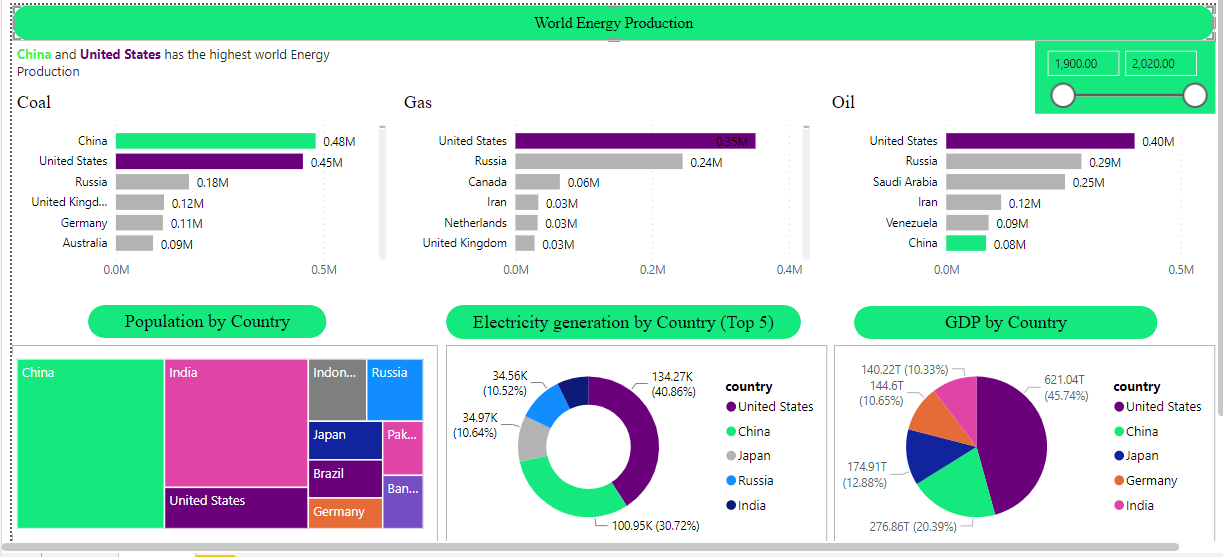 World Energy Production
China and United States has the highest world Energy
Production
1,900.00
2,020.00
Coal
China
0.48M
United States
0.45M
Russia
0.18M
United Kingd...
0.12M
Germany
0.11M
Australia
0.09M
0.0M
0.5M
Gas
United States
0.35M
Russia
0.24M
Canada
0.06M
Iran
0.03M
Netherlands
0.03M
United Kingdom
0.03M
0.0M
0.2M
0.4M
Oil
United States
0.40M
Russia
0.29M
Saudi Arabia
0.25M
Iran
0.12M
Venezuela
0.09M
China
0.08M
0.0M
0.5M
Population by Country
China
India
United States
Indon...
Russia
Japan
Pak...
Brazil
Ban...
Germany
Electricity generation by Country (Top 5)
34.56K
(10.52%)
134.27K
(40.86%)
34.97K
(10.64%)
100.95K (30.72%)
country
United States
China
Japan
Russia
India
GDP by Country
140.22T (10.33%)
144.6T
(10.65%)
621.04T
(45.74%)
174.91T
(12.88%)
276.86T (20.39%)
country
United States
China
Japan
Germany
India